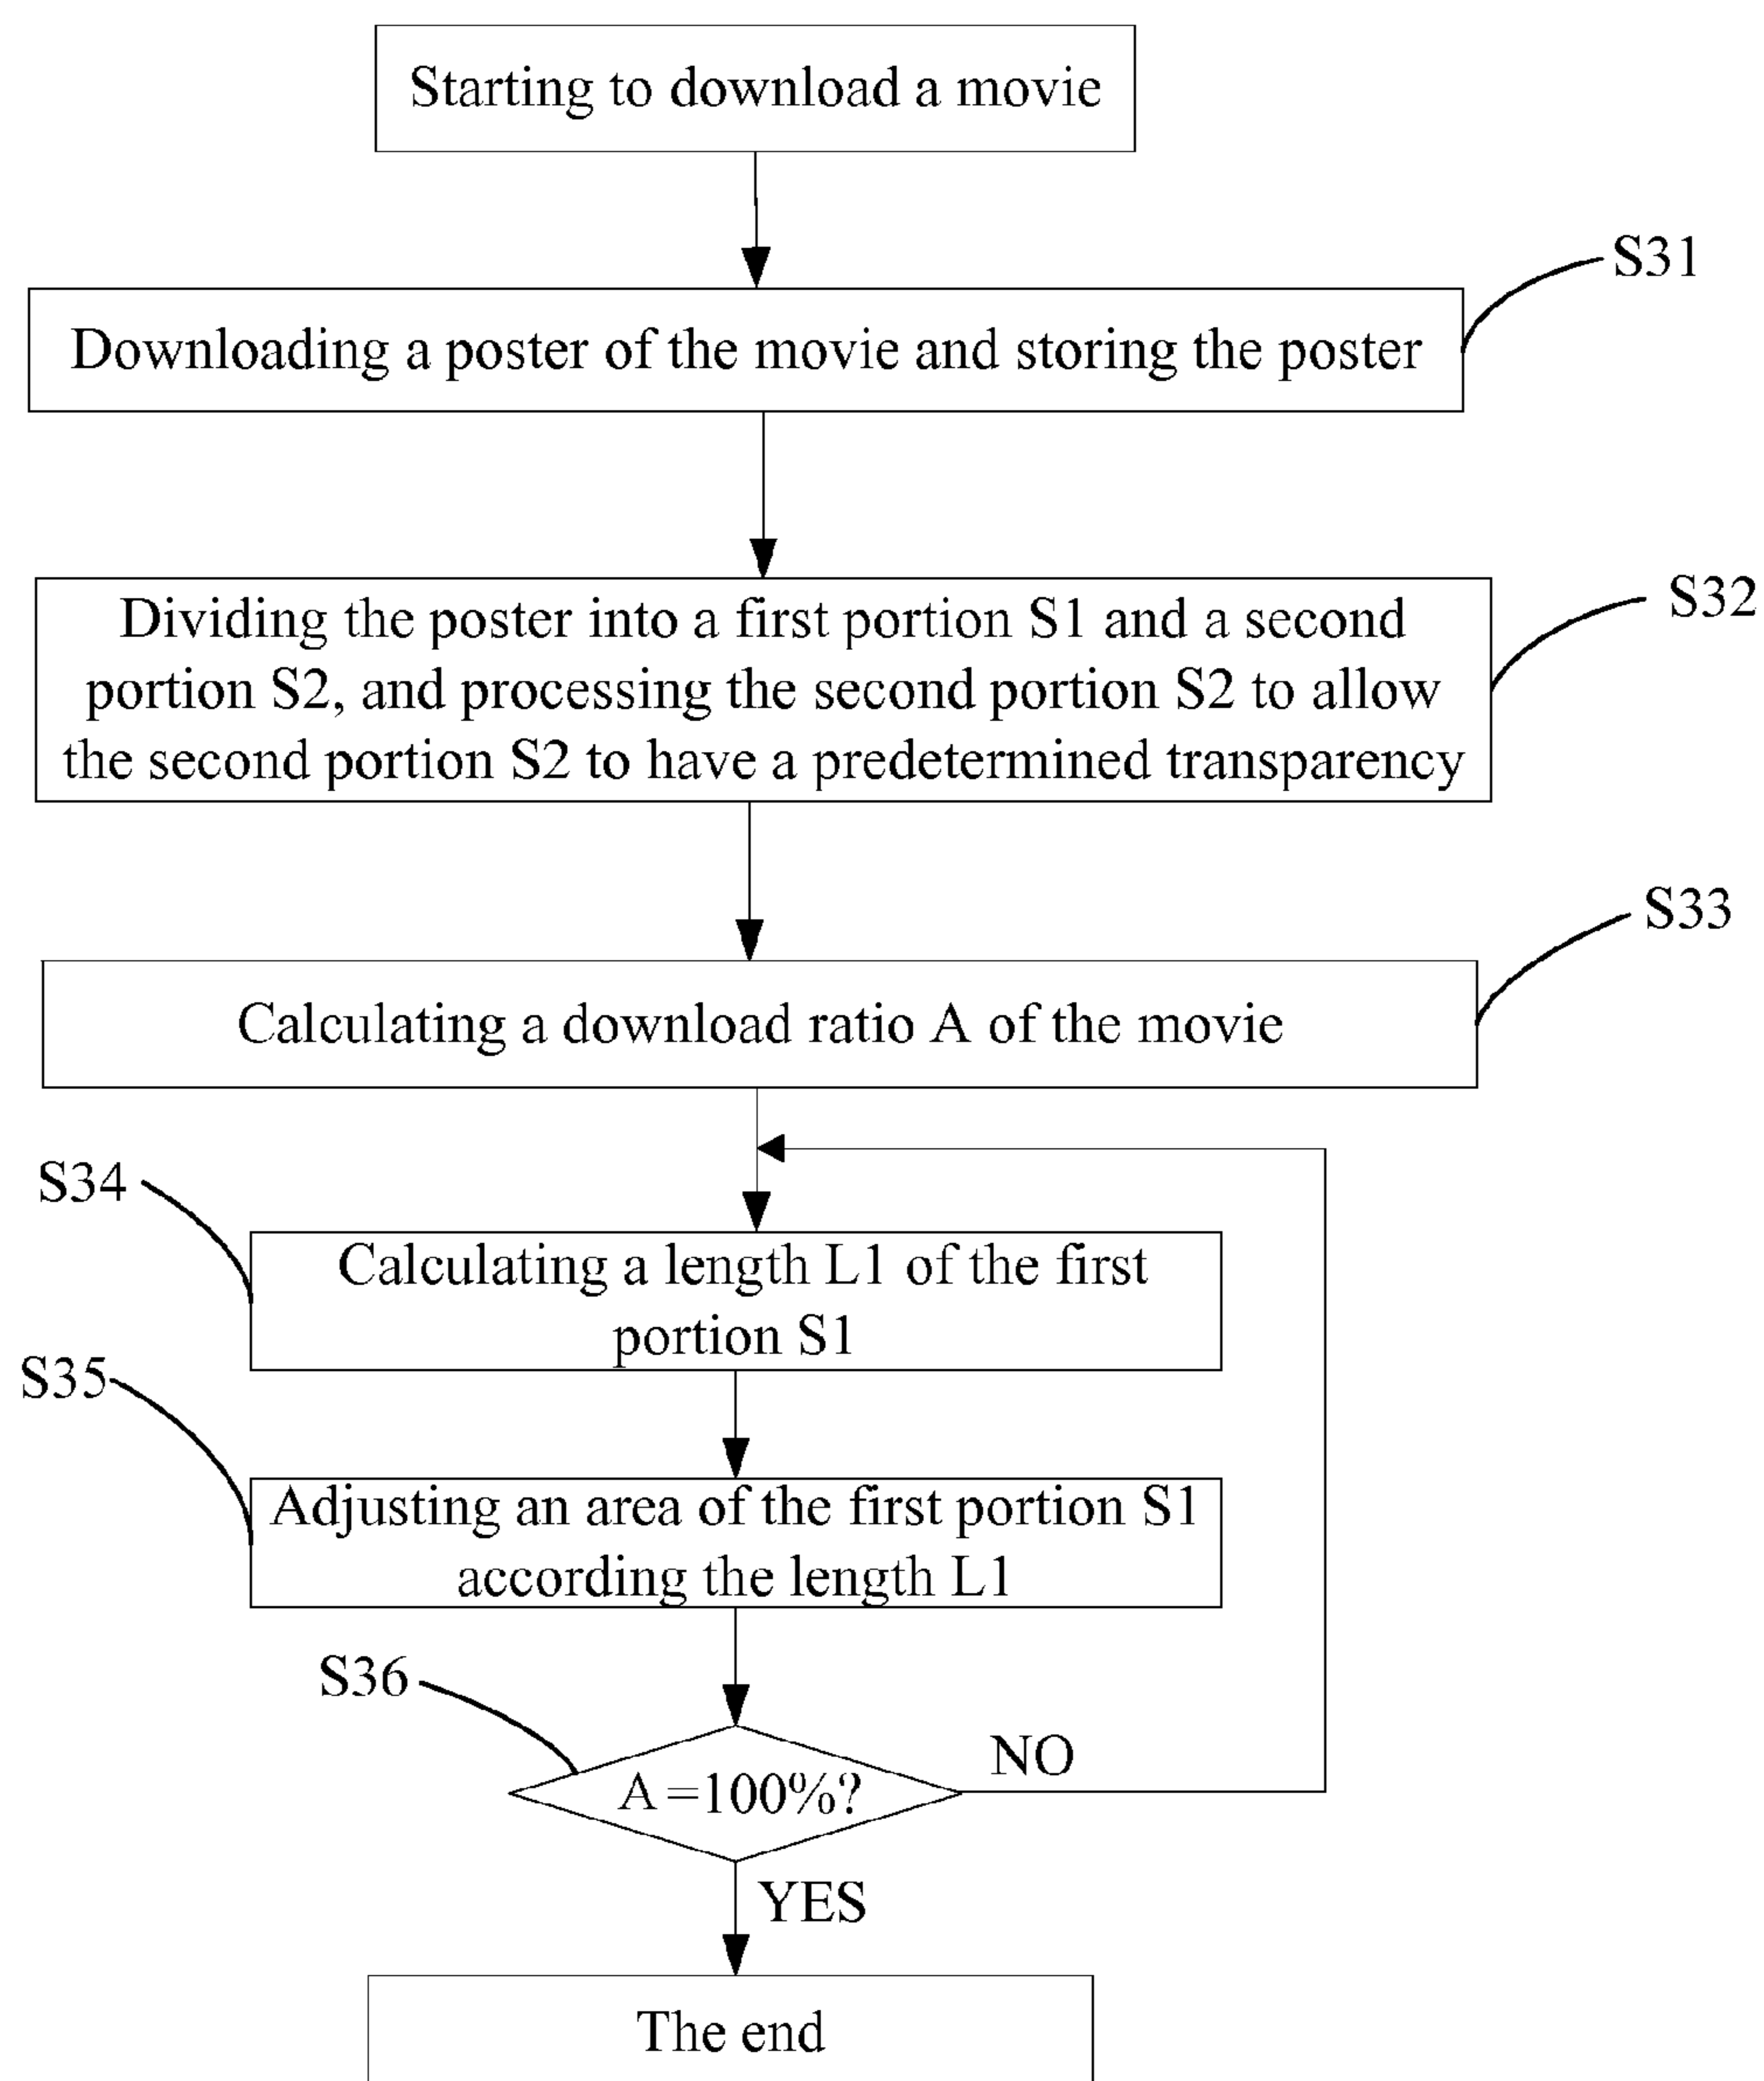 Starting to download a movie
S31
Downloading a poster of the movie and storing the poster
S32
Dividing the poster into a first portion S1 and a second
portion S2, and processing the second portion S2 to allow
the second portion S2 to have a predetermined transparency
S33
Calculating a download ratio A of the movie
S34
Calculating a length L1 of the first
portion S1
S35
Adjusting an area of the first portion S1
according the length L1
S36
A=100%?
NO
YES
The end